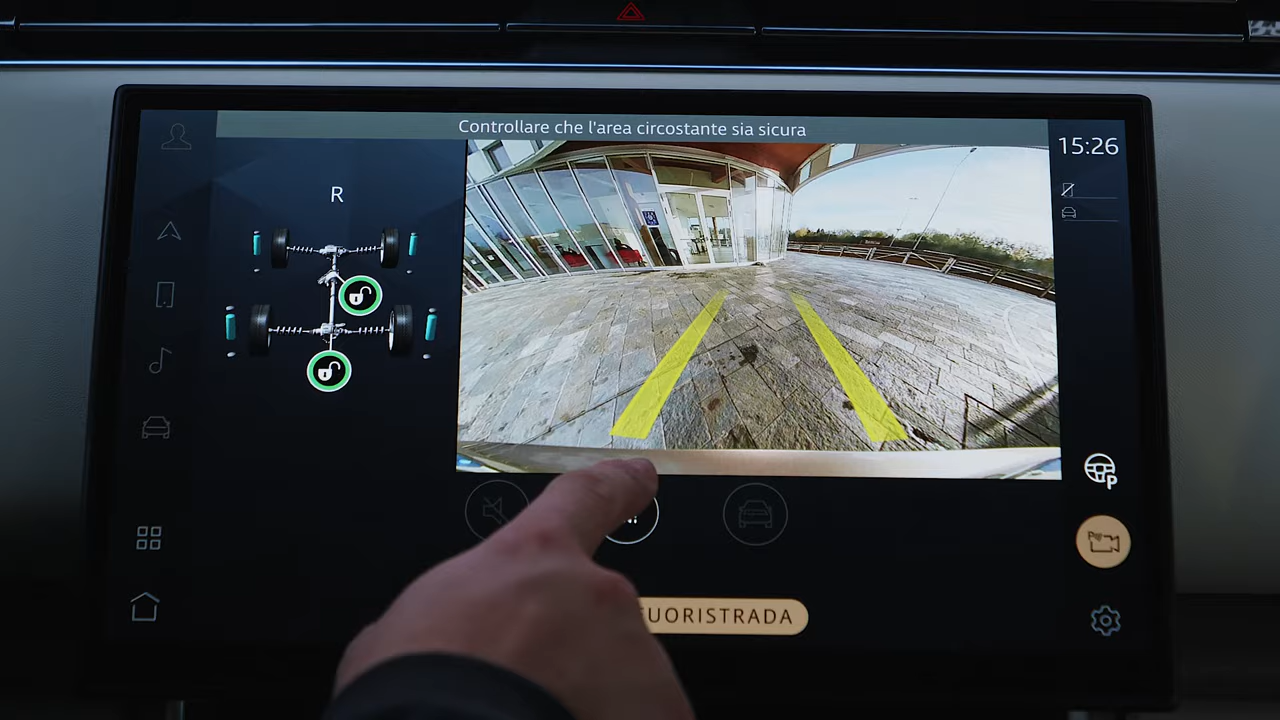 Controllare che l'area circostante sia sicura
15:26
R
P
P
UORISTRADA